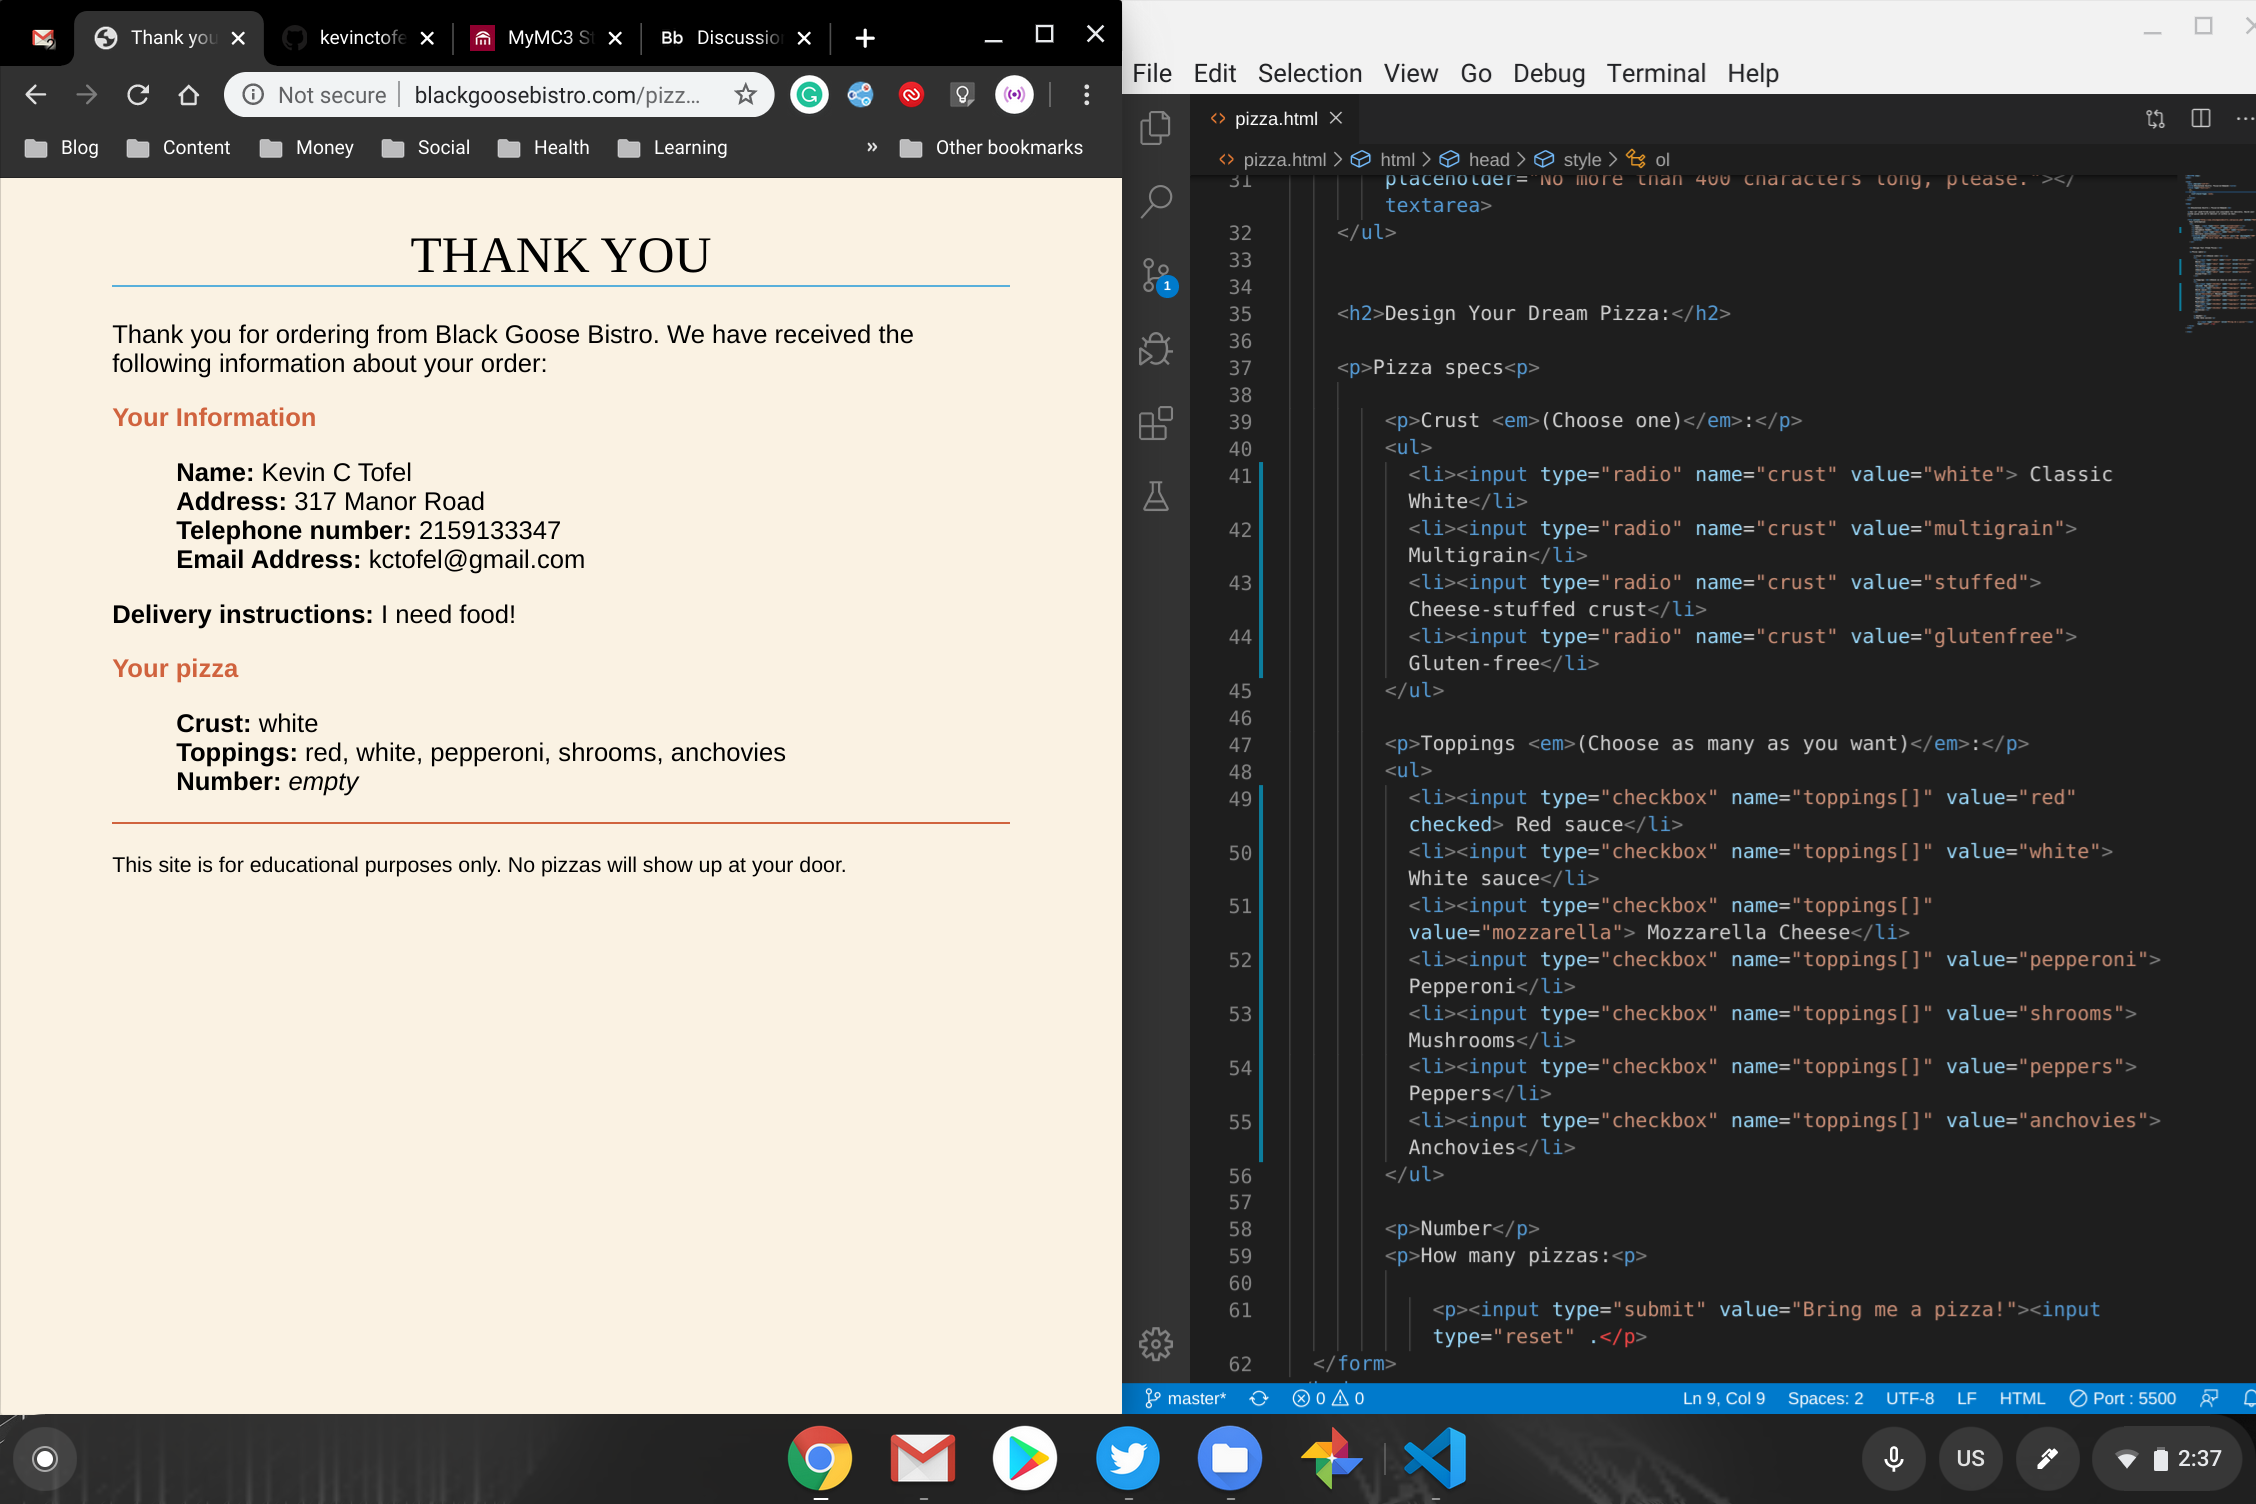 Thank you
kevinctofe
MyMC3 S
Bb Discussio
Not secure | blackgoosebistro.com/pizz...
Blog Content Money Social Health Learning » Other bookmarks
THANK YOU
Thank you for ordering from Black Goose Bistro. We have received the
following information about your order:
Your Information
Name: Kevin C Tofel
Address: 317 Manor Road
Telephone number: 2159133347
Email Address: kctofel@gmail.com
Delivery instructions: I need food!
Your pizza
Crust: white
Toppings: red, white, pepperoni, shrooms, anchovies
Number: empty
This site is for educational purposes only. No pizzas will show up at your door.
File Edit Selection View Go Debug Terminal Help
pizza.html
pizza.html > html > head > style > ol
31 placeholder="No more than 400 characters long, please."></
textarea>
32 </ul>
33
34
35 <h2>Design Your Dream Pizza:</h2>
36
37 <p>Pizza specs<p>
38
39 <p>Crust <em>(Choose one)</em>:</p>
40 <ul>
41 <li><input type="radio" name="crust" value="white"> Classic
White</li>
42 <li><input type="radio" name="crust" value="multigrain">
Multigrain</li>
43 <li><input type="radio" name="crust" value="stuffed">
Cheese-stuffed crust</li>
44 <li><input type="radio" name="crust" value="glutenfree">
Gluten-free</li>
45 </ul>
46
47 <p>Toppings <em>(Choose as many as you want)</em>:</p>
48 <ul>
49 <li><input type="checkbox" name="toppings[]" value="red"
checked> Red sauce</li>
50 <li><input type="checkbox" name="toppings[]" value="white">
White sauce</li>
51 <li><input type="checkbox" name="toppings[]"
value="mozzarella"> Mozzarella Cheese</li>
52 <li><input type="checkbox" name="toppings[]" value="pepperoni">
Pepperoni</li>
53 <li><input type="checkbox" name="toppings[]" value="shrooms">
Mushrooms</li>
54 <li><input type="checkbox" name="toppings[]" value="peppers">
Peppers</li>
55 <li><input type="checkbox" name="toppings[]" value="anchovies">
Anchovies</li>
56 </ul>
57
58 <p>Number</p>
59 <p>How many pizzas:<p>
60
61 <p><input type="submit" value="Bring me a pizza!"><input
type="reset" .</p>
62 </form>
1
master* 0 0 Ln 9, Col 9 Spaces: 2 UTF-8 LF HTML Port : 5500
US 2:37